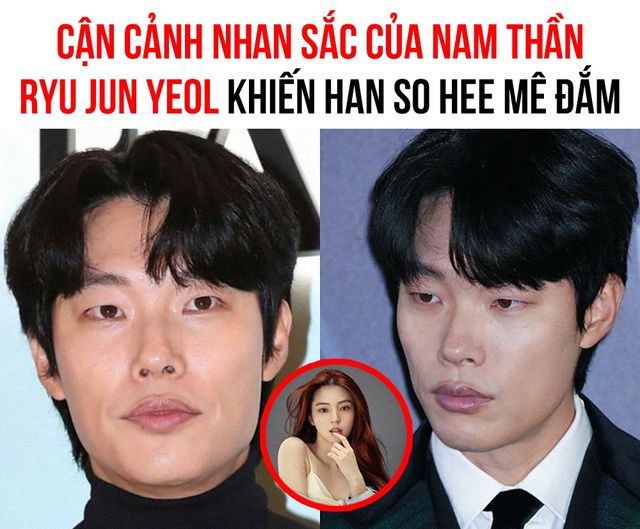 CẬN CẢNH NHAN SẮC CỦA NAM THẦN
RYU JUN YEOL KHIẾN HAN SO HEE MÊ ĐẮM